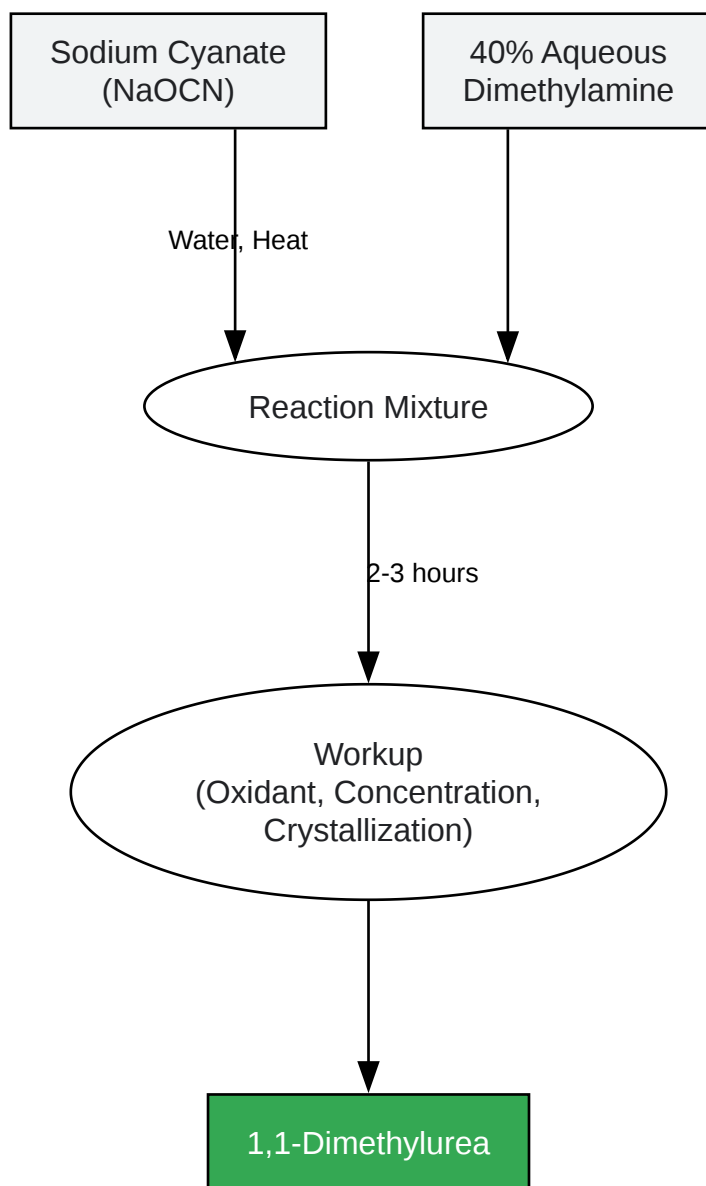 Sodium Cyanate
(NaOCN)
40% Aqueous
Dimethylamine
Water, Heat
Reaction Mixture
2-3 hours
Workup
(Oxidant, Concentration,
Crystallization)
1,1-Dimethylurea